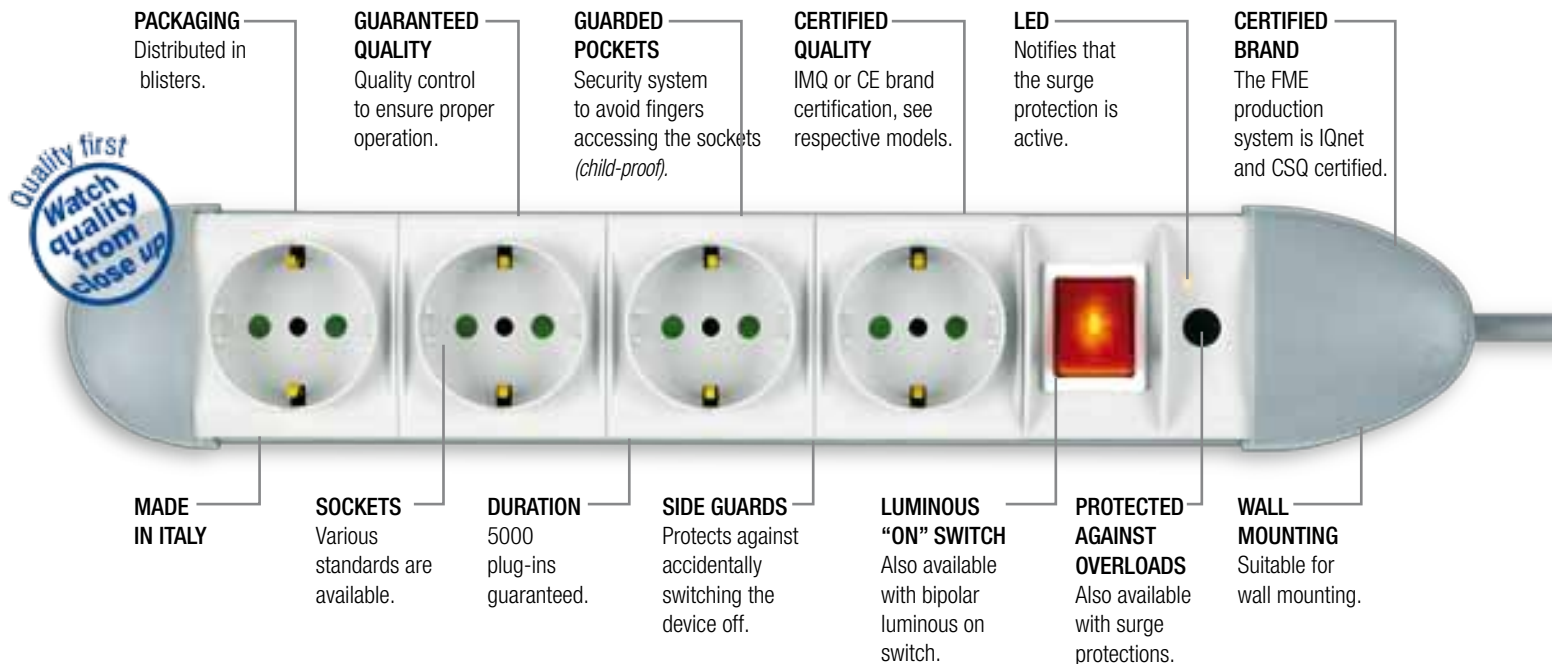 PACKAGING
Distributed in
blisters.
GUARANTEED
QUALITY
Quality control
to ensure proper
operation.
GUARDED
POCKETS
Security system
to avoid fingers
accessing the sockets
(child-proof).
CERTIFIED
QUALITY
IMQ or CE brand
certification, see
respective models.
LED
Notifies that
the surge
protection is
active.
CERTIFIED
BRAND
The FME
production
system is IQnet
and CSQ certified.
Quality first
Watch
quality
from
close up
MADE
IN ITALY
SOCKETS
Various
standards are
available.
DURATION
5000
plug-ins
guaranteed.
SIDE GUARDS
Protects against
accidentally
switching the
device off.
LUMINOUS
“ON” SWITCH
Also available
with bipolar
luminous on
switch.
PROTECTED
AGAINST
OVERLOADS
Also available
with surge
protections.
WALL
MOUNTING
Suitable for
wall mounting.